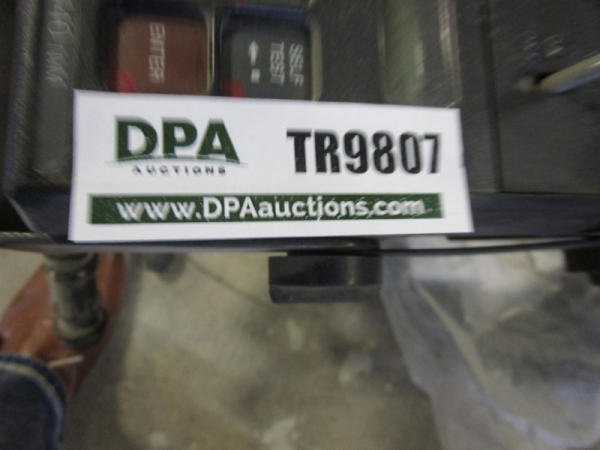 ENTER
SELF
TEST
DPA
AUCTIONS
TR9807
www.DPAauctions.com